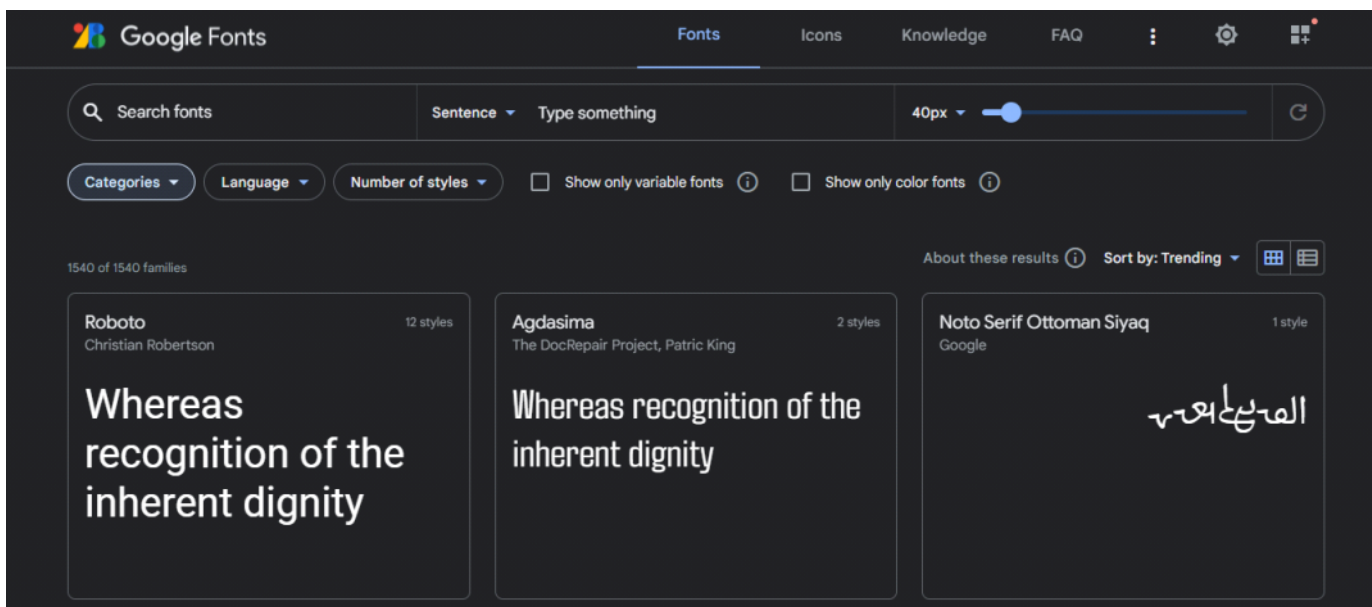 Google Fonts
Fonts
Icons
Knowledge
FAQ
Search fonts
Sentence
Type something
40px
Categories
Language
Number of styles
Show only variable fonts
Show only color fonts
1540 of 1540 families
About these results
Sort by: Trending
Roboto
12 styles
Christian Robertson
Whereas
recognition of the
inherent dignity
Agdasima
2 styles
The DocRepair Project, Patric King
Whereas recognition of the
inherent dignity
Noto Serif Ottoman Siyaq
1 style
Google